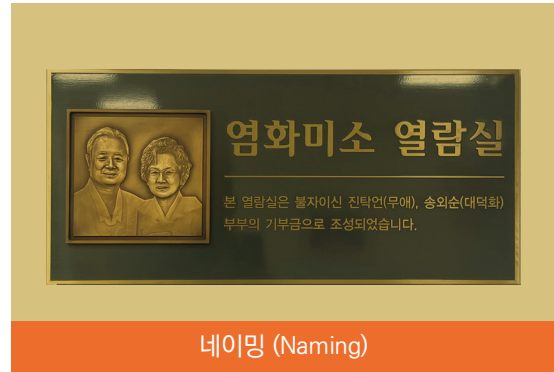 염화미소 열람실
본 열람실은 불자이신 진탁언(무애), 송외순(대덕화)
부부의 기부금으로 조성되었습니다.
네이밍 (Naming)